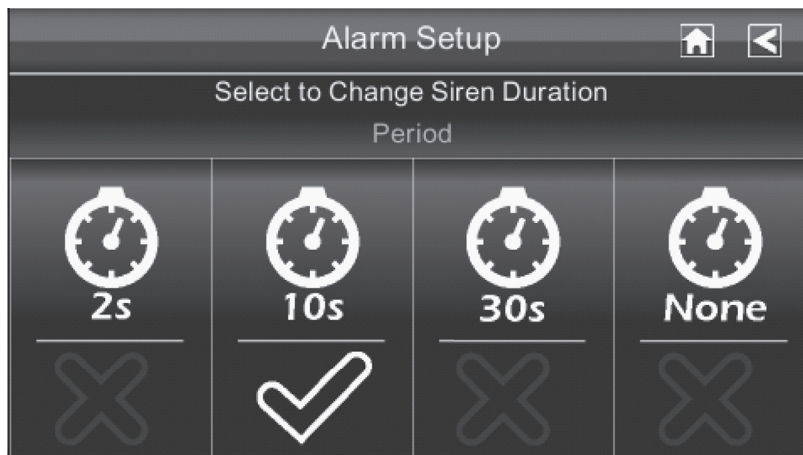 Alarm Setup
Select to Change Siren Duration
Period
2s 10s 30s None